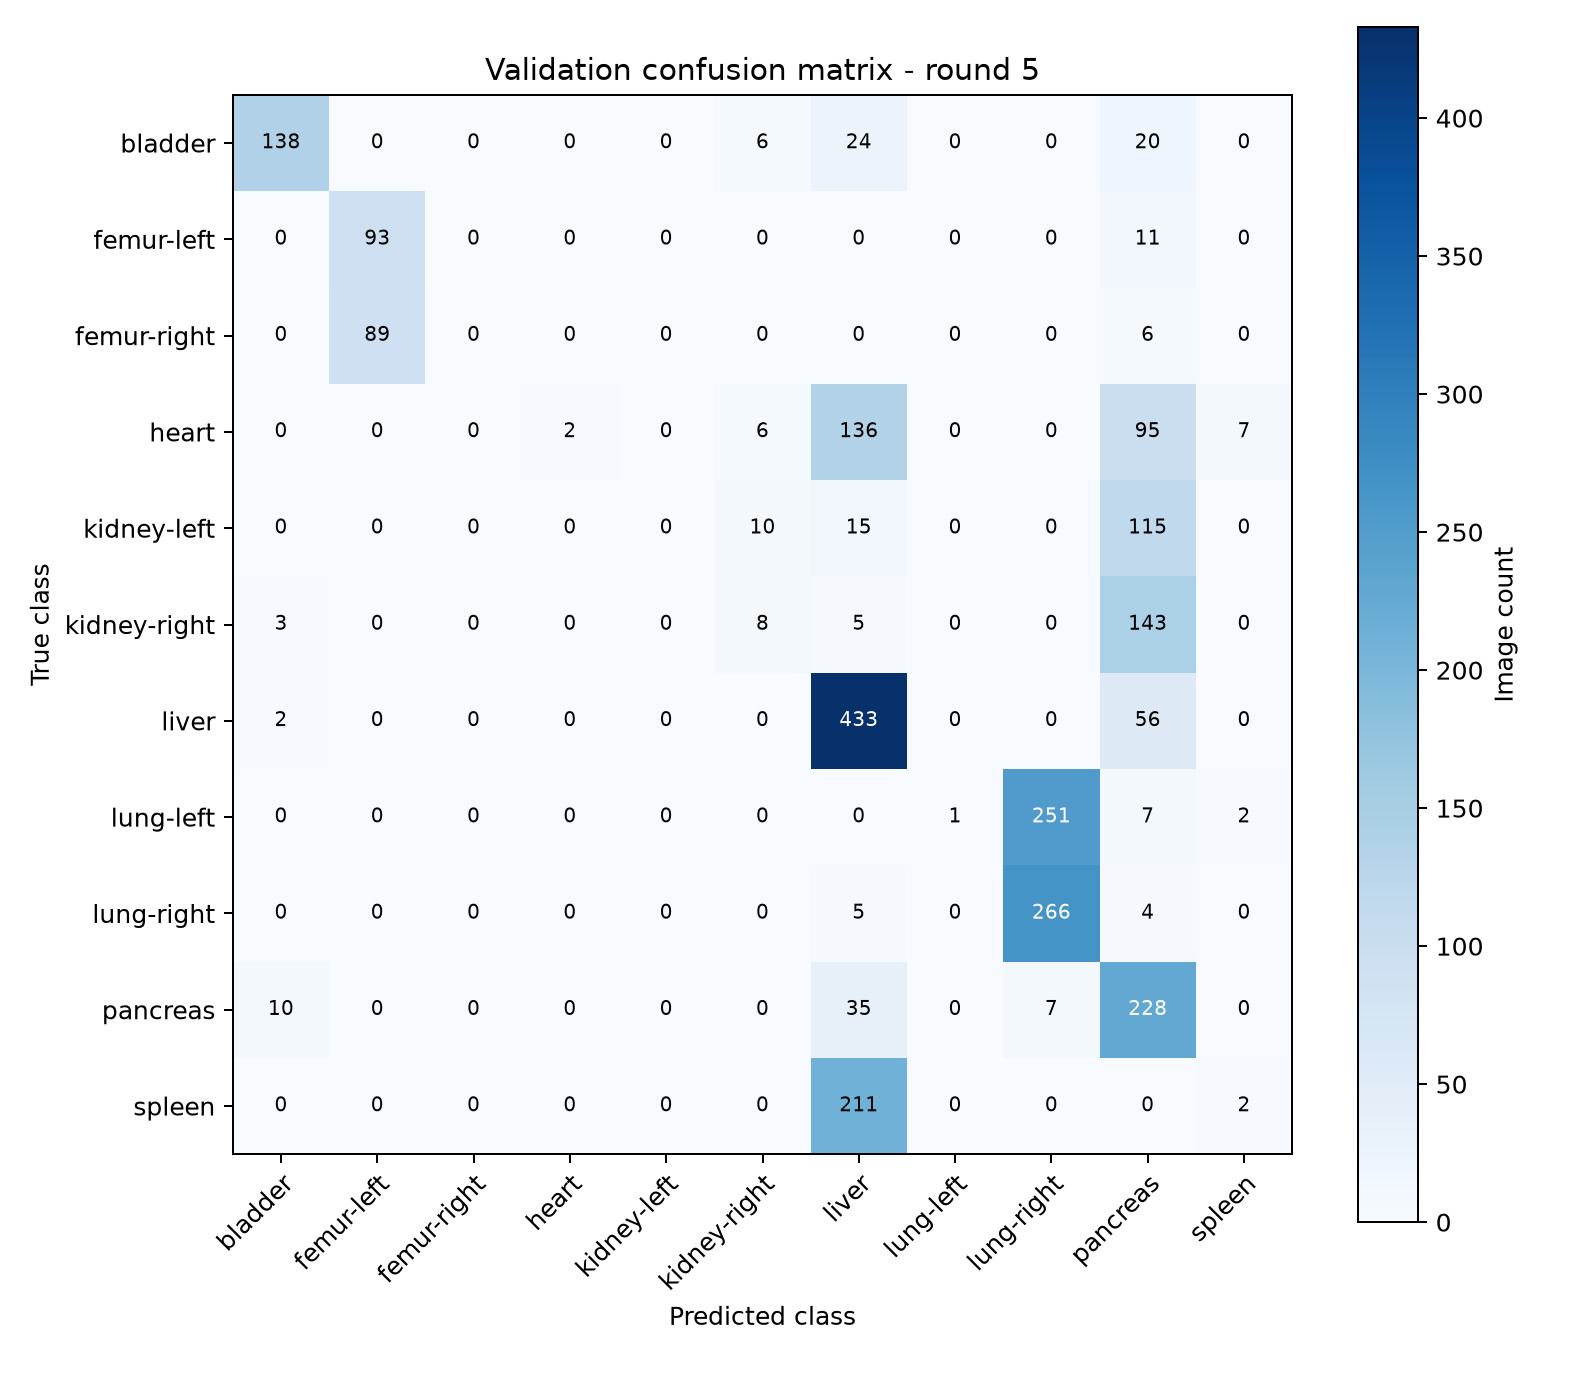 Validation confusion matrix - round 5
bladder 138 0 0 0 0 6 24 0 0 20 0
femur-left 0 93 0 0 0 0 0 0 0 11 0
femur-right 0 89 0 0 0 0 0 0 0 6 0
heart 0 0 0 2 0 6 136 0 0 95 7
kidney-left 0 0 0 0 0 10 15 0 0 115 0
kidney-right 3 0 0 0 0 8 5 0 0 143 0
liver 2 0 0 0 0 0 433 0 0 56 0
lung-left 0 0 0 0 0 0 0 1 251 7 2
lung-right 0 0 0 0 0 0 5 0 266 4 0
pancreas 10 0 0 0 0 0 35 0 7 228 0
spleen 0 0 0 0 0 0 211 0 0 0 2
bladder femur-left femur-right heart kidney-left kidney-right liver lung-left lung-right pancreas spleen
Predicted class
True class
400
350
300
250
200
150
100
50
0
Image count